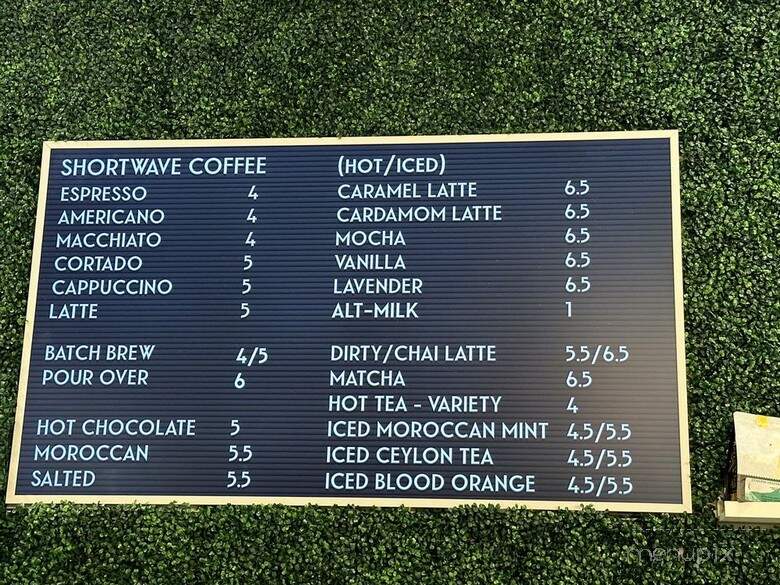 SHORTWAVE COFFEE
ESPRESSO 4
AMERICANO 4
MACCHIATO 4
CORTADO 5
CAPPUCCINO 5
LATTE 5
BATCH BREW 4/5
POUR OVER 6
HOT CHOCOLATE 5
MOROCCAN 5.5
SALTED 5.5
(HOT/ICED)
CARAMEL LATTE 6.5
CARDAMOM LATTE 6.5
MOCHA 6.5
VANILLA 6.5
LAVENDER 6.5
ALT-MILK 1
DIRTY/CHAI LATTE 5.5/6.5
MATCHA 6.5
HOT TEA - VARIETY 4
ICED MOROCCAN MINT 4.5/5.5
ICED CEYLON TEA 4.5/5.5
ICED BLOOD ORANGE 4.5/5.5
menupix